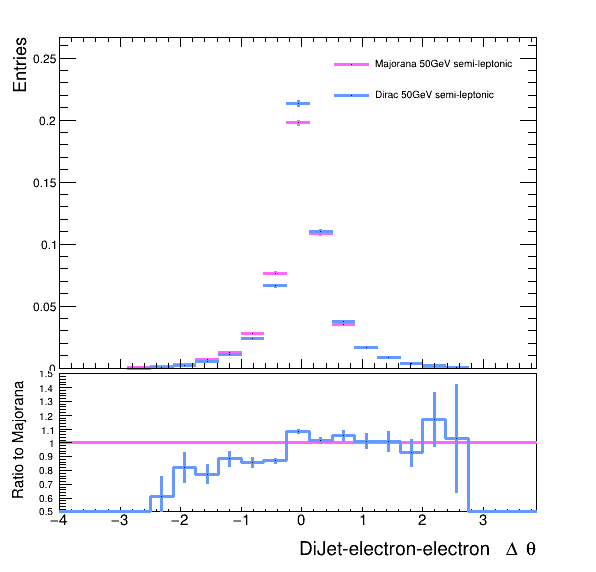 Entries
0.25
0.2
0.15
0.1
0.05
0
Majorana 50GeV semi-leptonic
Dirac 50GeV semi-leptonic
Ratio to Majorana
1.5
1.4
1.3
1.2
1.1
1
0.9
0.8
0.7
0.6
0.5
−4 −3 −2 −1 0 1 2 3
DiJet-electron-electron Δ θ